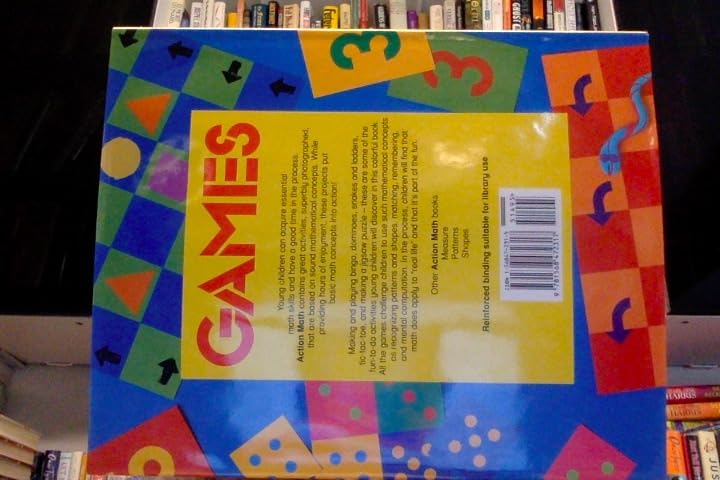 GAMES
Young children can acquire essential
math skills and have a good time in the process.
Action Math contains great activities, superbly photographed,
that are based on sound mathematical concepts. While
providing hours of enjoyment, these projects put
basic math concepts into action!
Making and playing bingo, dominoes, snakes and ladders,
tic-tac-toe, and making a jigsaw puzzle – these are some of the
fun-to-do activities young children will discover in this colorful book.
All the games challenge children to use such mathematical concepts
as recognizing patterns and shapes, matching, remembering,
and mental computation. In the process, children will find that
math does apply to "real life" and that it's part of the fun.
Other Action Math books
Measure
Patterns
Shapes
Reinforced binding suitable for library use
3
3